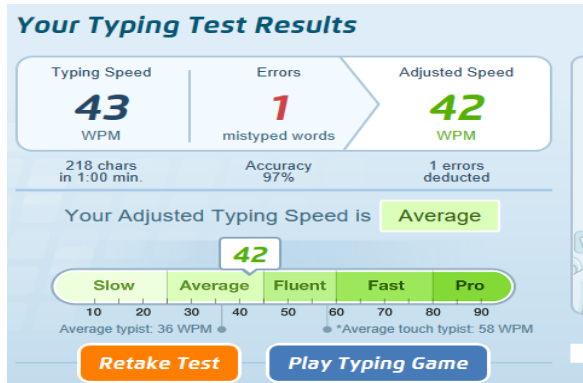 Your Typing Test Results
Typing Speed
Errors
Adjusted Speed
43
1
42
WPM
mistyped words
WPM
218 chars
in 1:00 min.
Accuracy
97%
1 errors
deducted
Your Adjusted Typing Speed is Average
42
Slow Average Fluent Fast Pro
10 20 30 40 50 60 70 80 90
Average typist: 36 WPM *Average touch typist: 58 WPM
Retake Test Play Typing Game